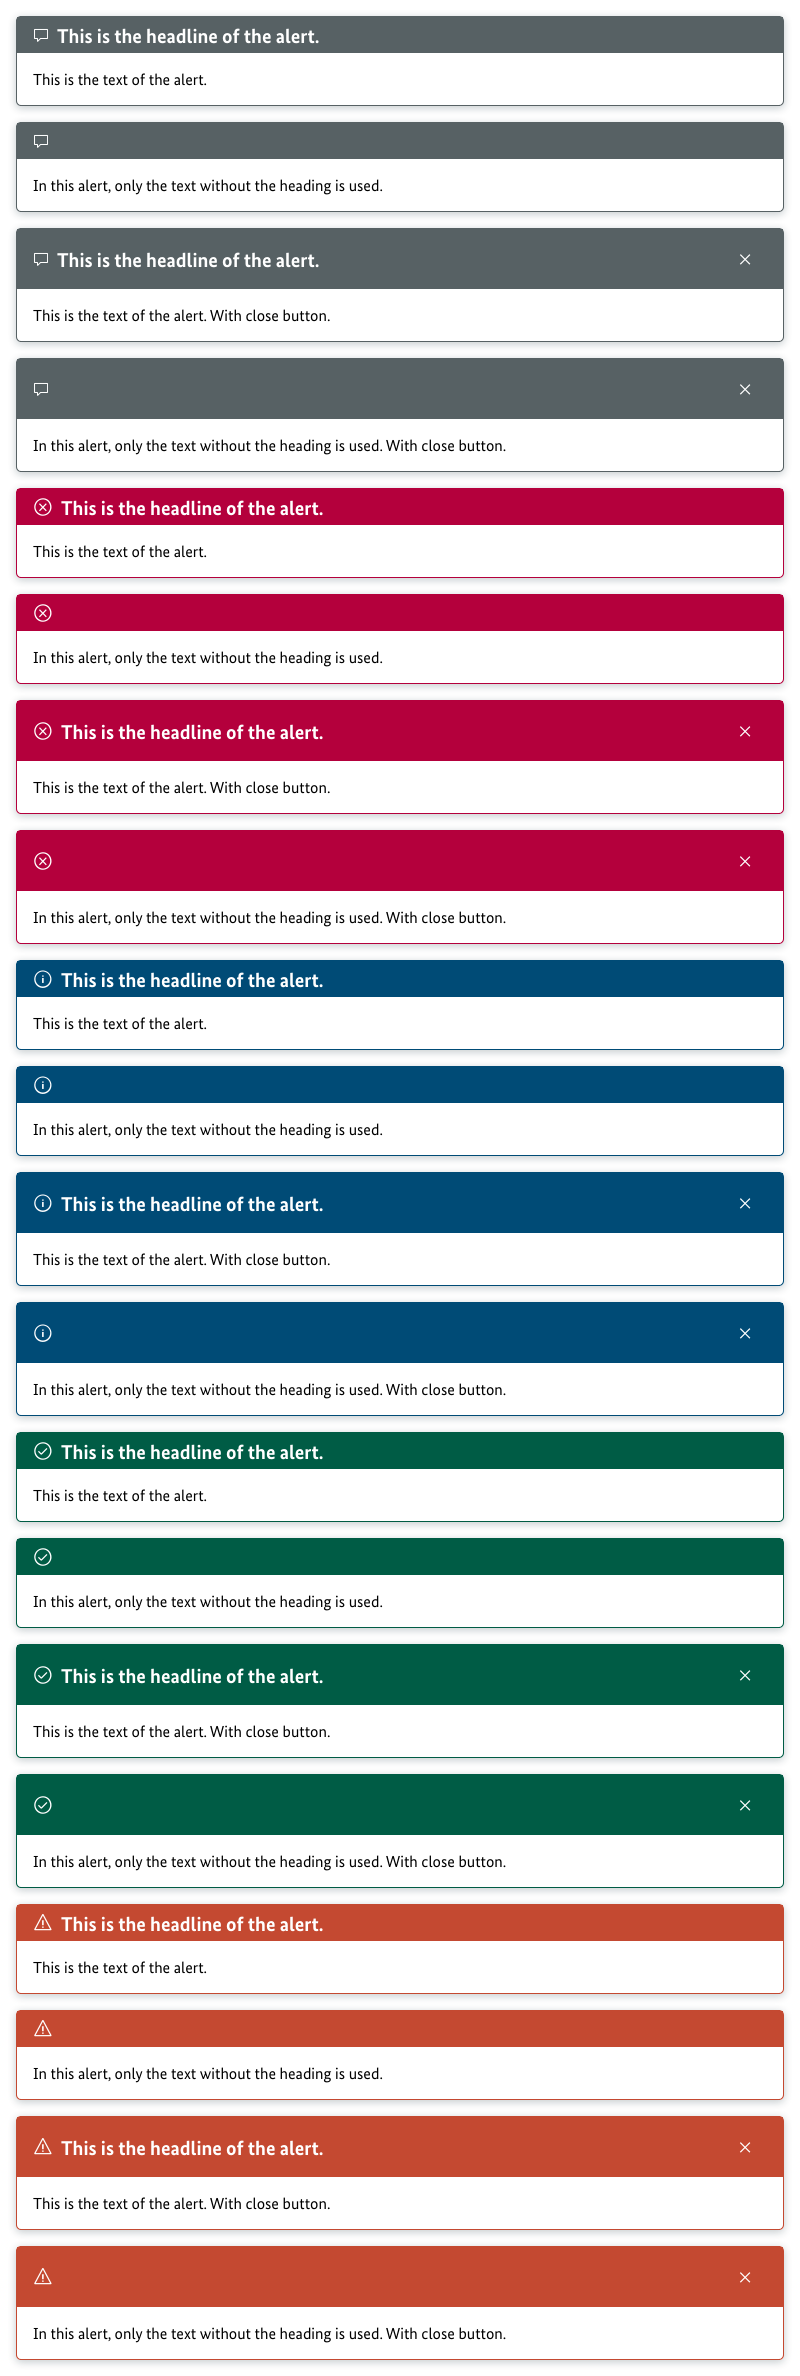 This is the headline of the alert.
This is the text of the alert.
In this alert, only the text without the heading is used.
This is the headline of the alert.
This is the text of the alert. With close button.
In this alert, only the text without the heading is used. With close button.
This is the headline of the alert.
This is the text of the alert.
In this alert, only the text without the heading is used.
This is the headline of the alert.
This is the text of the alert. With close button.
In this alert, only the text without the heading is used. With close button.
This is the headline of the alert.
This is the text of the alert.
In this alert, only the text without the heading is used.
This is the headline of the alert.
This is the text of the alert. With close button.
In this alert, only the text without the heading is used. With close button.
This is the headline of the alert.
This is the text of the alert.
In this alert, only the text without the heading is used.
This is the headline of the alert.
This is the text of the alert. With close button.
In this alert, only the text without the heading is used. With close button.
This is the headline of the alert.
This is the text of the alert.
In this alert, only the text without the heading is used.
This is the headline of the alert.
This is the text of the alert. With close button.
In this alert, only the text without the heading is used. With close button.